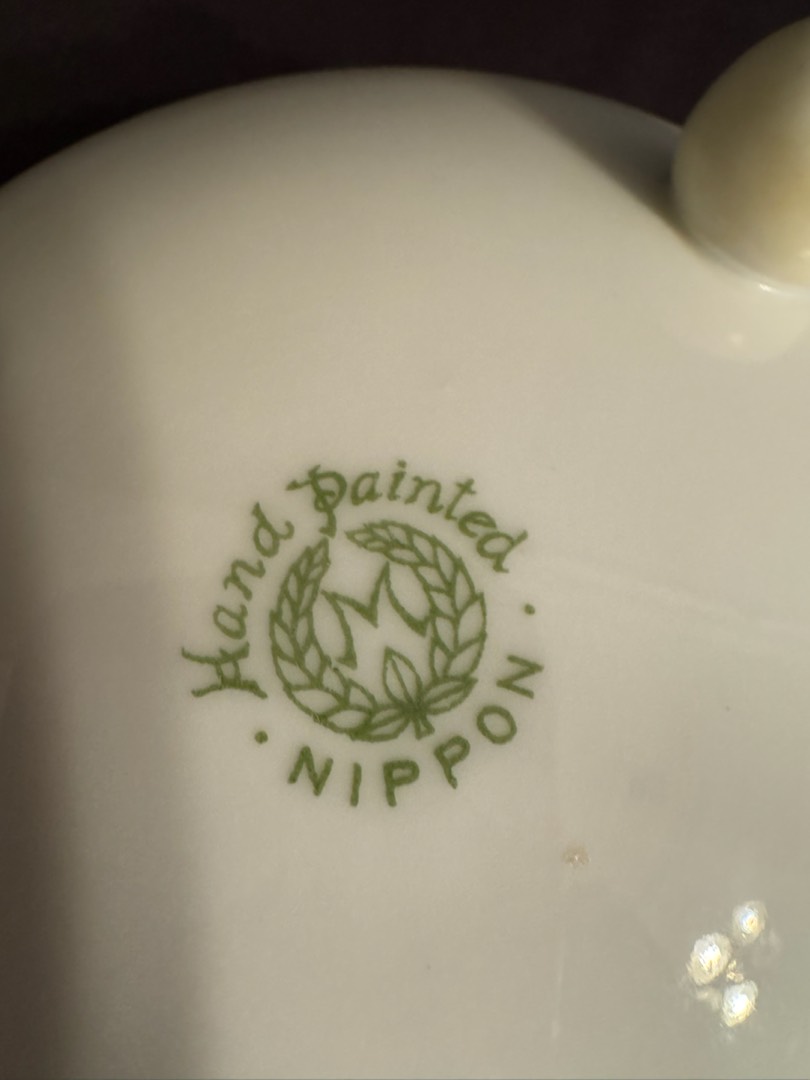 Hand Painted
M
· NIPPON ·